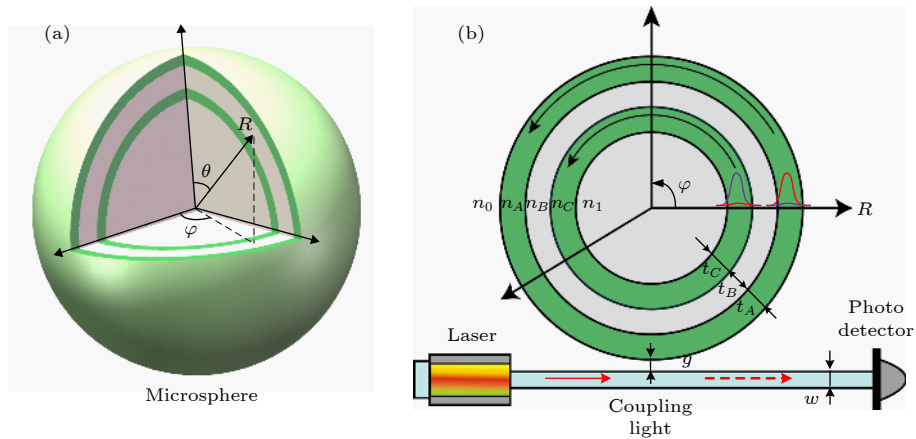 (a)
R
θ
φ
Microsphere
(b)
n0 nA nB nC n1
φ
R
tC
tB
tA
Laser
g
Photo
detector
w
Coupling
light